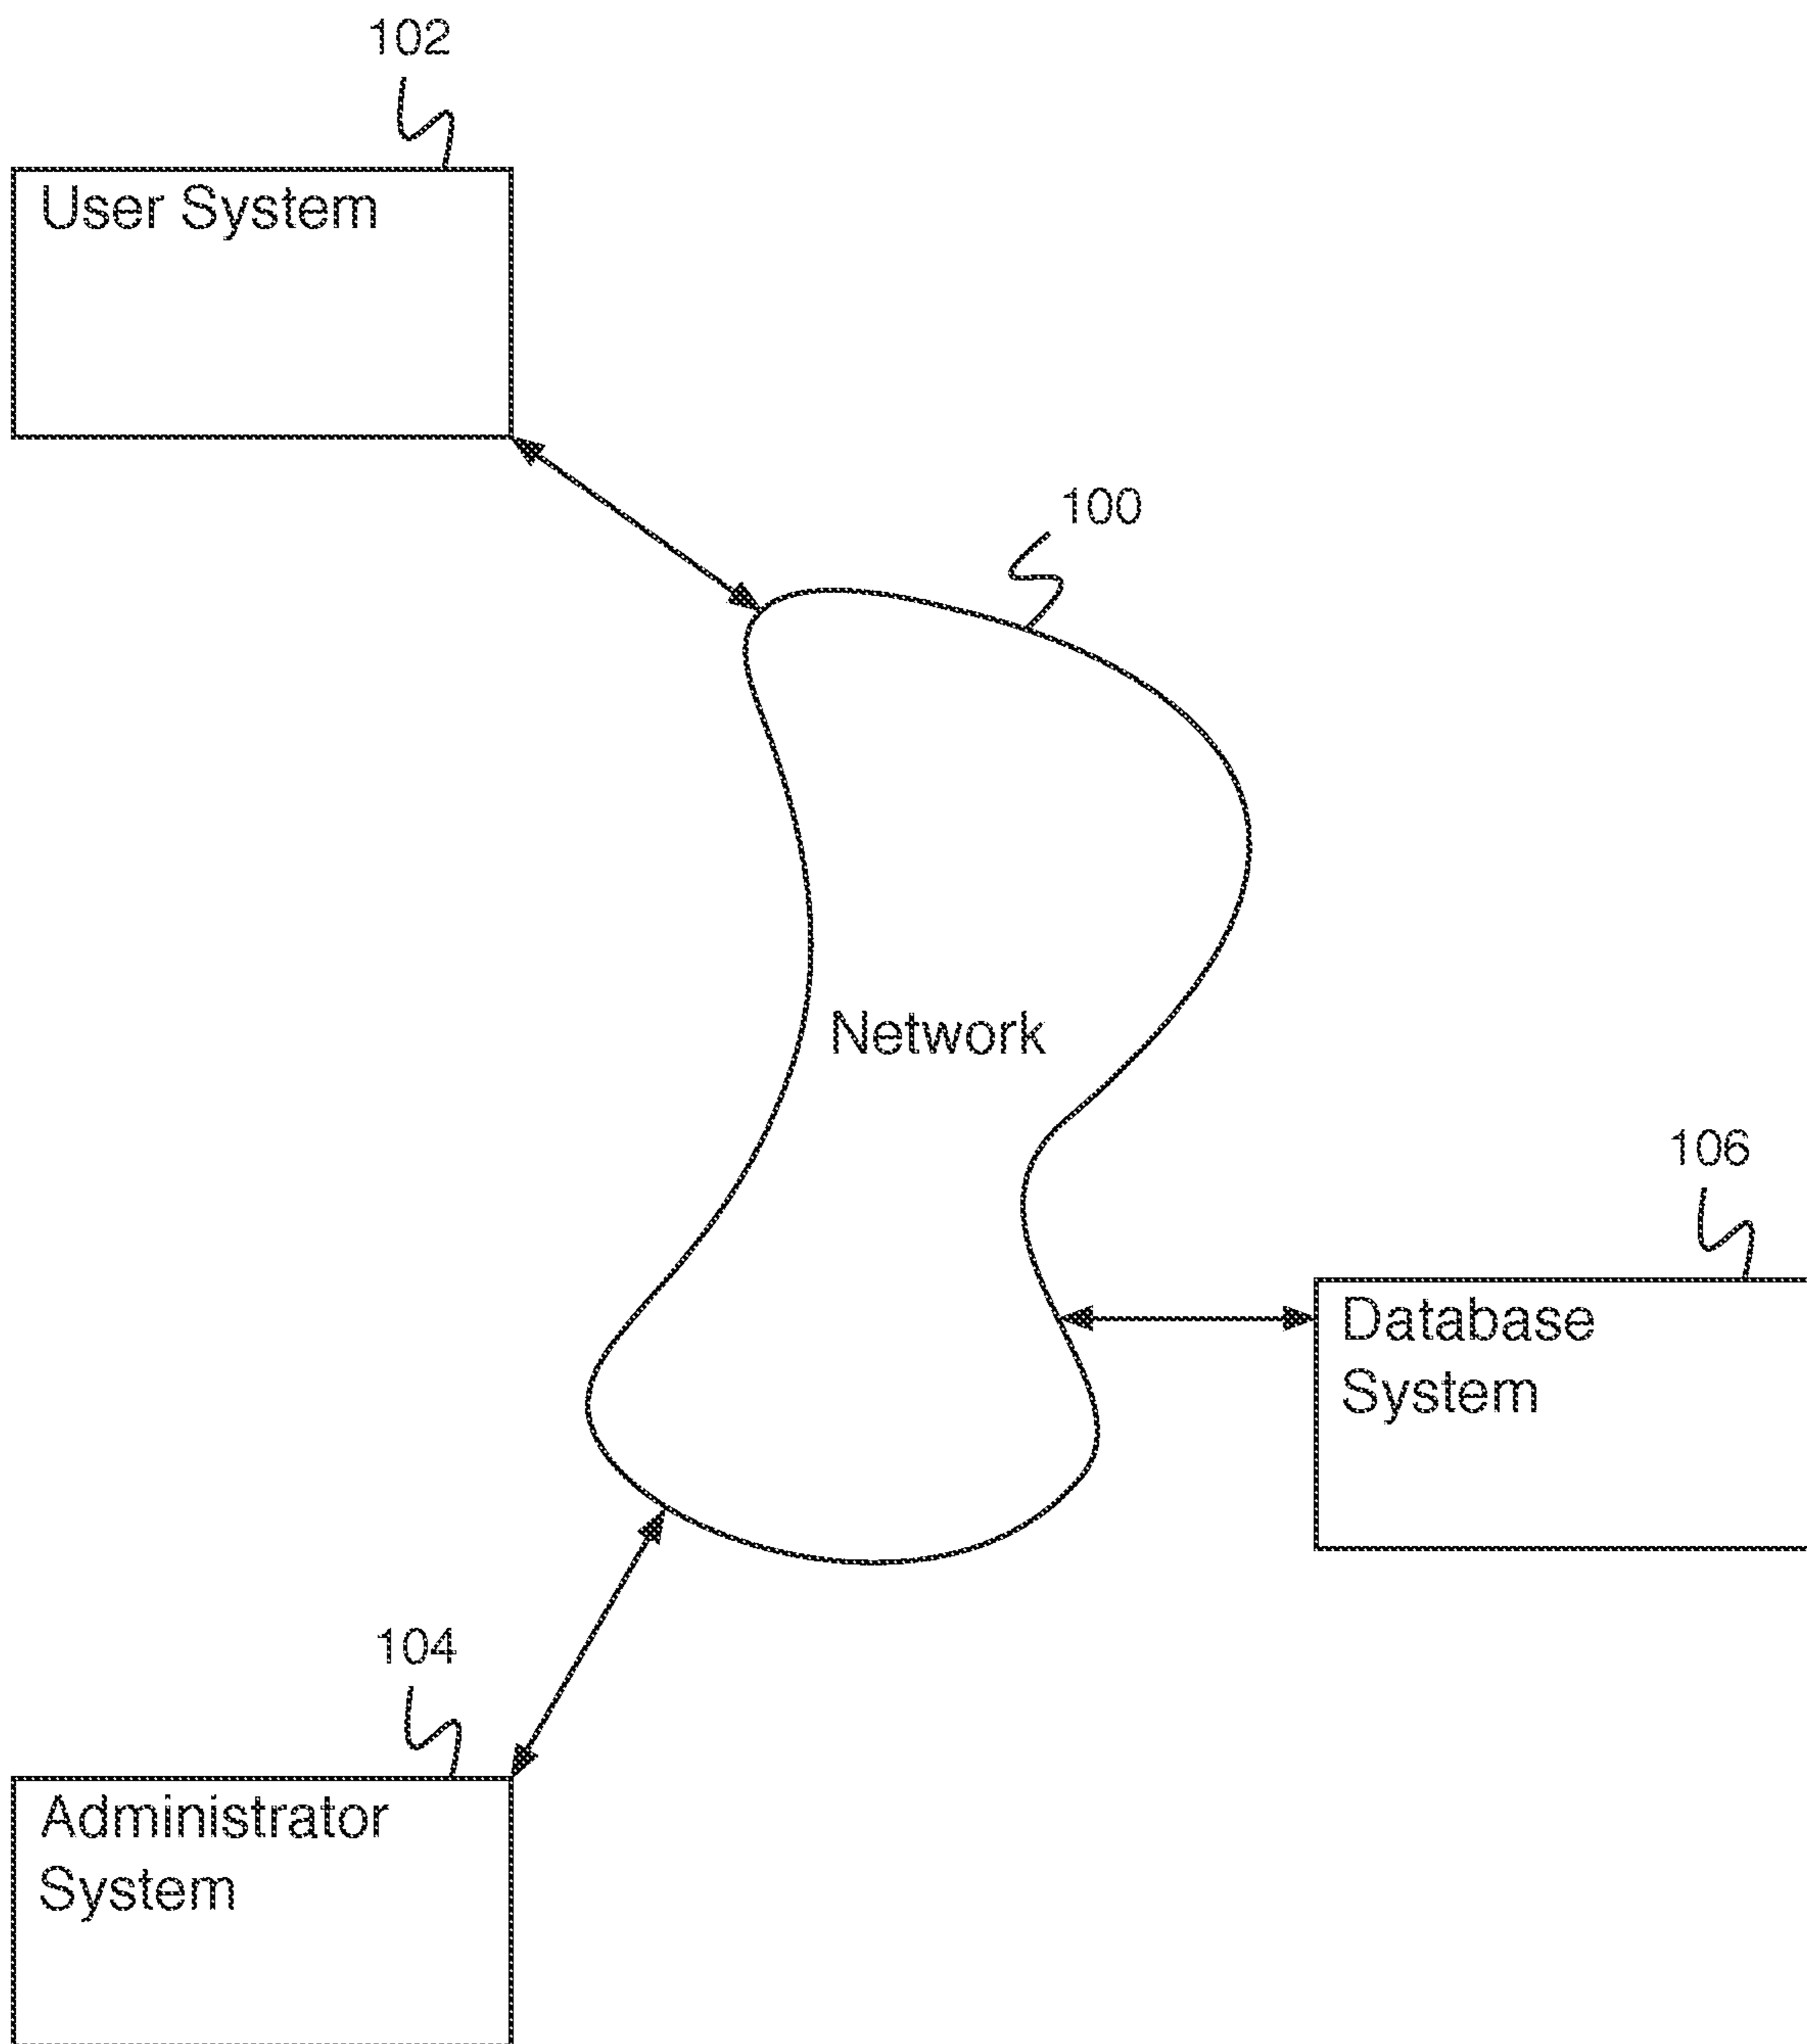 102
User System
100
Network
106
Database
System
104
Administrator
System